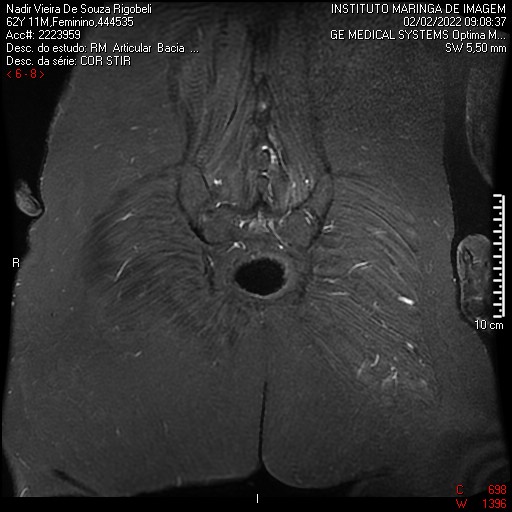 Nadir Vieira De Souza Rigobeli
62Y 11M,Feminino,444535
Acc#: 2223959
Desc. do estudo: RM Articular Bacia ...
Desc. da série: COR STIR
< 6 - 8 >
INSTITUTO MARINGA DE IMAGEM
02/02/2022 09:08:37
GE MEDICAL SYSTEMS Optima M...
SW 5,50 mm
R
10 cm
C 698
W 1396